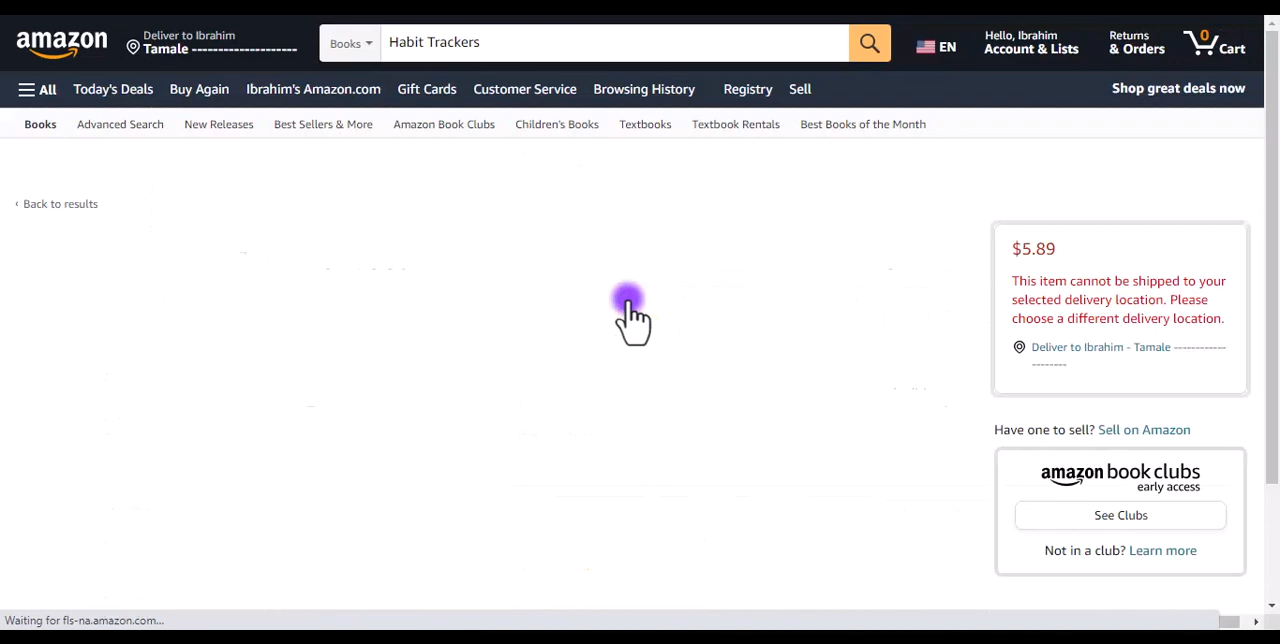 amazon
Deliver to Ibrahim
Tamale --------------------
Books
Habit Trackers
EN
Hello, Ibrahim
Account & Lists
Returns
& Orders
0
Cart
All
Today's Deals
Buy Again
Ibrahim's Amazon.com
Gift Cards
Customer Service
Browsing History
Registry
Sell
Shop great deals now
Books
Advanced Search
New Releases
Best Sellers & More
Amazon Book Clubs
Children's Books
Textbooks
Textbook Rentals
Best Books of the Month
‹ Back to results
$5.89
This item cannot be shipped to your
selected delivery location. Please
choose a different delivery location.
Deliver to Ibrahim - Tamale ------------
--------
Have one to sell? Sell on Amazon
amazon book clubs
early access
See Clubs
Not in a club? Learn more
Waiting for fls-na.amazon.com...